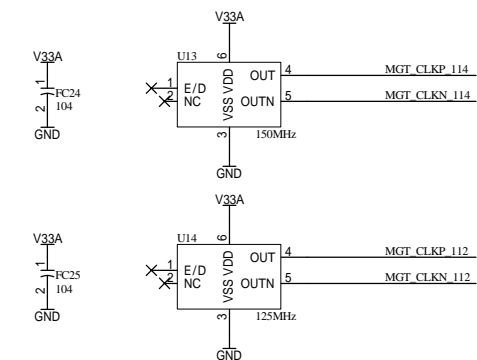 V33A
U13
6
V33A
1
E/D
VDD
OUT
4
MGT_CLKP_114
1
FC24
2
NC
VSS
OUTN
5
MGT_CLKN_114
2
104
GND
3
150MHz
GND
V33A
U14
6
V33A
1
E/D
VDD
OUT
4
MGT_CLKP_112
1
FC25
2
NC
VSS
OUTN
5
MGT_CLKN_112
2
104
GND
3
125MHz
GND